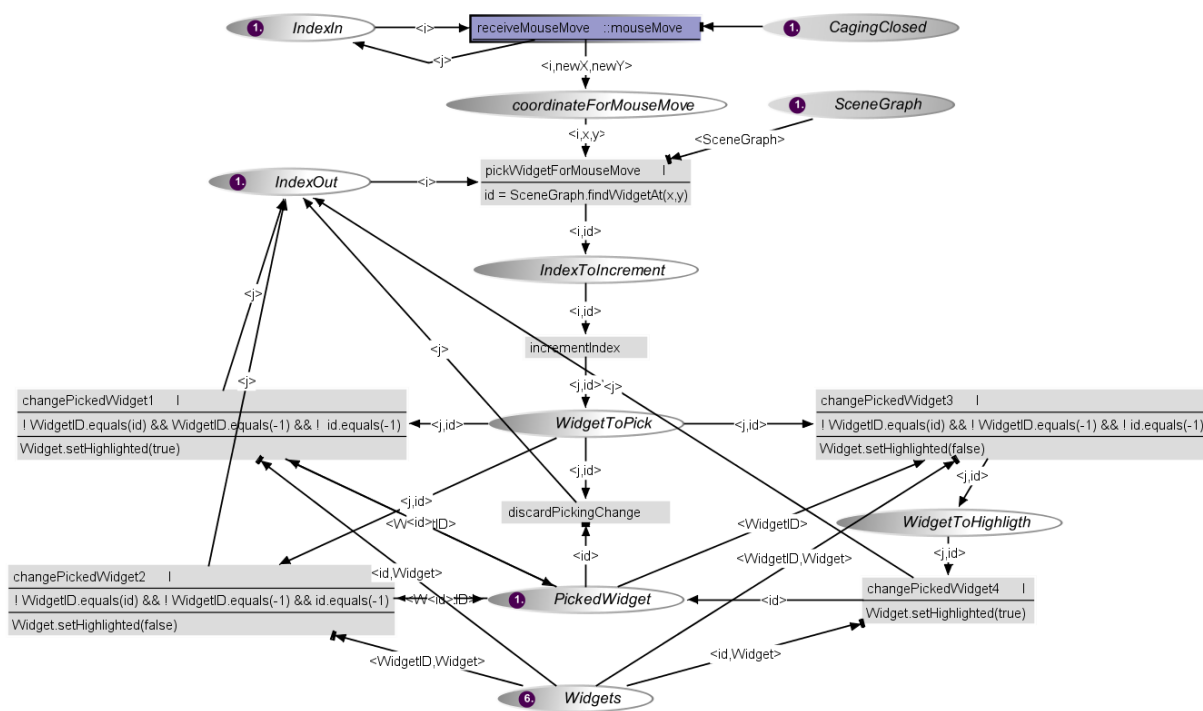 1. IndexIn
<i>
receiveMouseMove ::mouseMove
1. CagingClosed
<j>
<i,newX,newY>
coordinateForMouseMove
1. SceneGraph
<i,x,y>
<SceneGraph>
pickWidgetForMouseMove I
id = SceneGraph.findWidgetAt(x,y)
1. IndexOut
<i>
<i,id>
IndexToIncrement
<j>
<i,id>
<j>
incrementIndex
<j>
<j,id>
<j>
changePickedWidget1 I
! WidgetID.equals(id) && WidgetID.equals(-1) && ! id.equals(-1)
Widget.setHighlighted(true)
<j,id>
WidgetToPick
<j,id>
changePickedWidget3 I
! WidgetID.equals(id) && ! WidgetID.equals(-1) && ! id.equals(-1)
Widget.setHighlighted(false)
<j,id>
<j,id>
<j,id>
discardPickingChange
<WidgetID>
WidgetToHighligth
<id>
<id>
<WidgetID,Widget>
<j,id>
changePickedWidget2 I
! WidgetID.equals(id) && ! WidgetID.equals(-1) && id.equals(-1)
Widget.setHighlighted(false)
<id,Widget>
<id>
1. PickedWidget
<id>
changePickedWidget4 I
Widget.setHighlighted(true)
<WidgetID,Widget>
<id,Widget>
6. Widgets